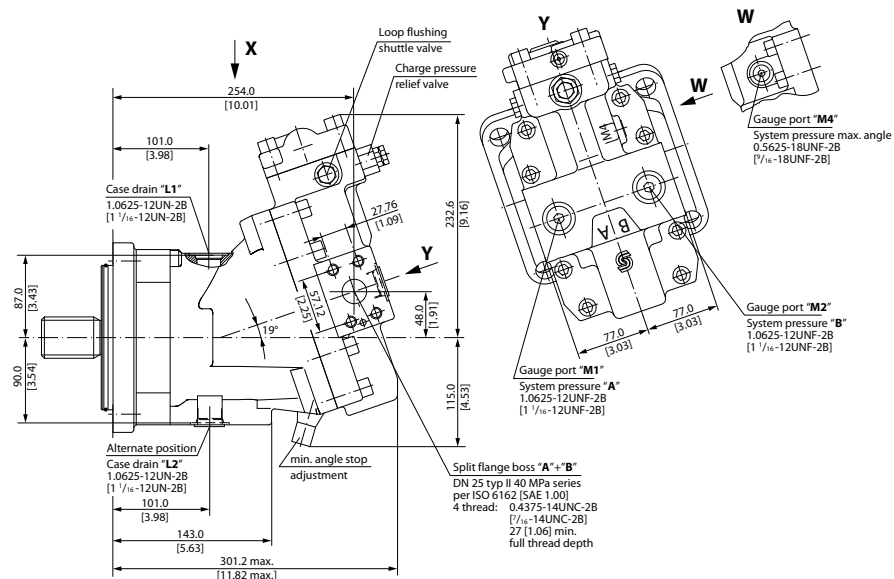 X
254.0
[10.01]
101.0
[3.98]
Case drain "L1"
1.0625-12UN-2B
[1 1/16-12UN-2B]
Loop flushing
shuttle valve
Charge pressure
relief valve
27.76
[1.09]
232.6
[9.16]
Y
57.12
[2.25]
48.0
[1.91]
19°
87.0
[3.43]
90.0
[3.54]
115.0
[4.53]
Alternate position
Case drain "L2"
1.0625-12UN-2B
[1 1/16-12UN-2B]
101.0
[3.98]
143.0
[5.63]
301.2 max.
[11.82 max.]
min. angle stop
adjustment
Split flange boss "A"+"B"
DN 25 typ II 40 MPa series
per ISO 6162 [SAE 1.00]
4 thread: 0.4375-14UNC-2B
[7/16-14UNC-2B]
27 [1.06] min.
full thread depth
Y
W
M4
B A
S
77.0
[3.03]
77.0
[3.03]
Gauge port "M1"
System pressure "A"
1.0625-12UNF-2B
[1 1/16-12UNF-2B]
Gauge port "M2"
System pressure "B"
1.0625-12UNF-2B
[1 1/16-12UNF-2B]
W
Gauge port "M4"
System pressure max. angle
0.5625-18UNF-2B
[9/16-18UNF-2B]